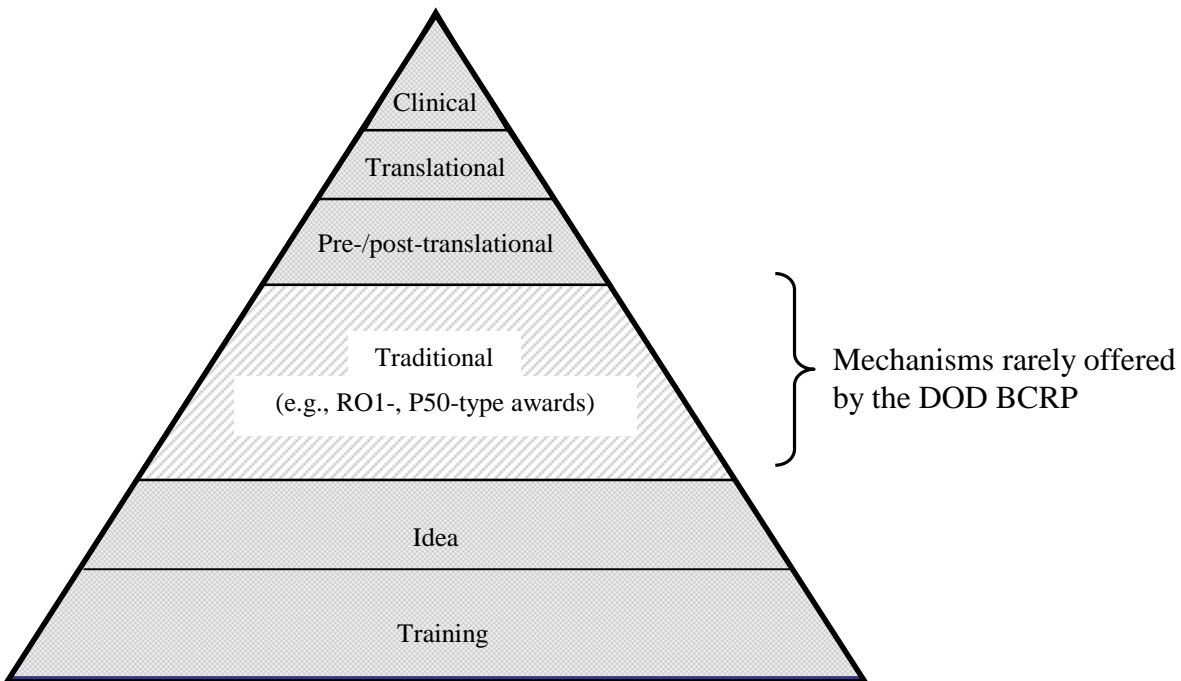 Clinical
Translational
Pre-/post-translational
Traditional
(e.g., RO1-, P50-type awards)
Mechanisms rarely offered
by the DOD BCRP
Idea
Training